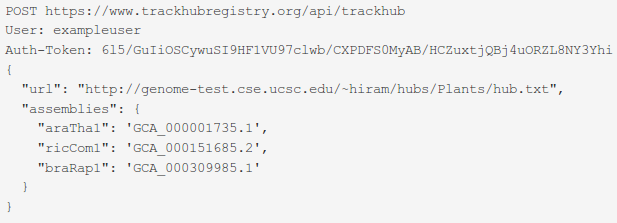 POST https://www.trackhubregistry.org/api/trackhub
User: exampleuser
Auth-Token: 6l5/GuIiOSCywuSI9HF1VU97clwb/CXPDFS0MyAB/HCZuxtjQBj4uORZL8NY3Yhi
{
"url": "http://genome-test.cse.ucsc.edu/~hiram/hubs/Plants/hub.txt",
"assemblies": {
"araTha1": 'GCA_000001735.1',
"ricCom1": 'GCA_000151685.2',
"braRap1": 'GCA_000309985.1'
}
}